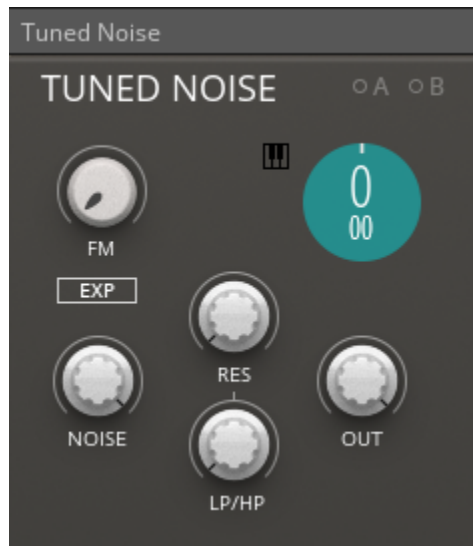 Tuned Noise
TUNED NOISE
A B
0
00
FM
EXP
RES
NOISE
OUT
LP/HP